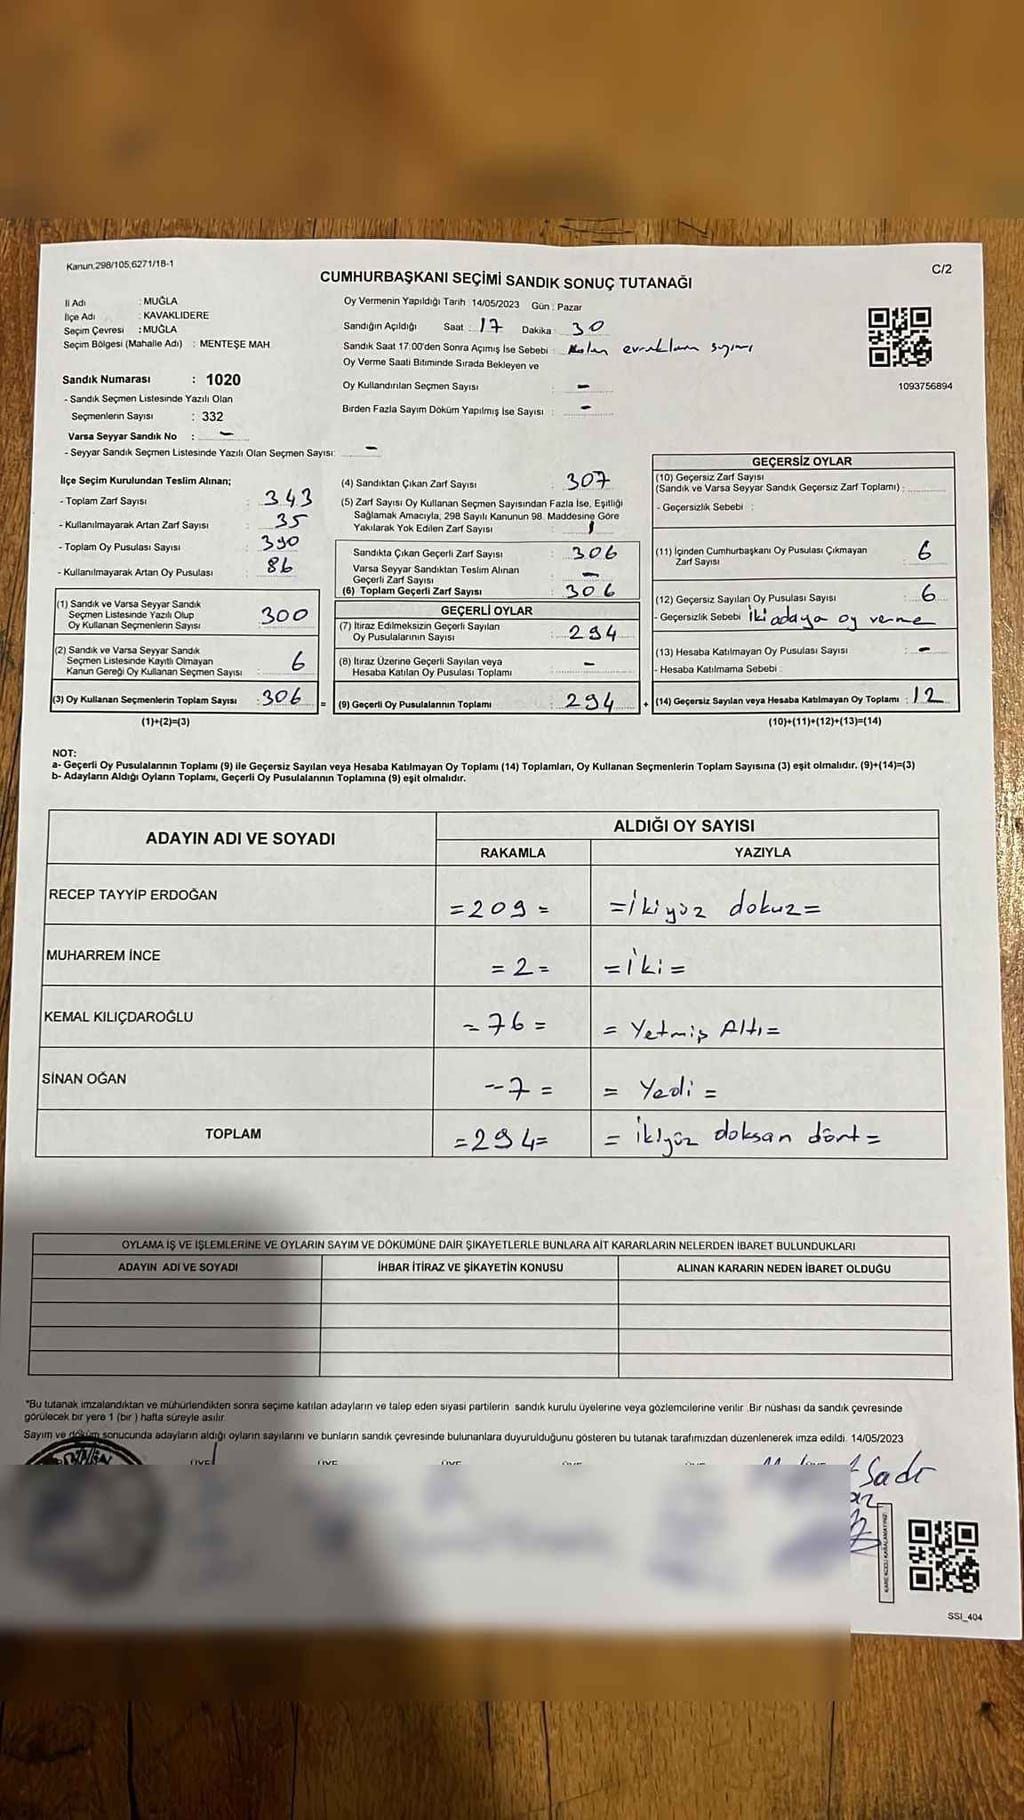 Kanun.298/105;6271/18-1
C/2
CUMHURBAŞKANI SEÇİMİ SANDIK SONUÇ TUTANAĞI
İl Adı : MUĞLA
İlçe Adı : KAVAKLIDERE
Seçim Çevresi : MUĞLA
Seçim Bölgesi (Mahalle Adı) : MENTEŞE MAH.
Oy Vermenin Yapıldığı Tarih 14/05/2023 Gün : Pazar
Sandığın Açıldığı Saat : 17 Dakika : 30
Sandık Saat 17:00'den Sonra Açılmış İse Sebebi : Kalan evrakların sayımı
Oy Verme Saati Bitiminde Sırada Bekleyen ve
Oy Kullandırılan Seçmen Sayısı : -
Birden Fazla Sayım Döküm Yapılmış İse Sayısı : -
1093756894
Sandık Numarası : 1020
- Sandık Seçmen Listesinde Yazılı Olan
Seçmenlerin Sayısı : 332
Varsa Seyyar Sandık No : -
- Seyyar Sandık Seçmen Listesinde Yazılı Olan Seçmen Sayısı: -
İlçe Seçim Kurulundan Teslim Alınan;
- Toplam Zarf Sayısı : 343
- Kullanılmayarak Artan Zarf Sayısı : 35
- Toplam Oy Pusulası Sayısı : 390
- Kullanılmayarak Artan Oy Pusulası : 86
(1) Sandık ve Varsa Seyyar Sandık
Seçmen Listesinde Yazılı Olup
Oy Kullanan Seçmenlerin Sayısı : 300
(2) Sandık ve Varsa Seyyar Sandık
Seçmen Listesinde Kayıtlı Olmayan
Kanun Gereği Oy Kullanan Seçmen Sayısı : 6
(3) Oy Kullanan Seçmenlerin Toplam Sayısı : 306 =
(1)+(2)=(3)
(4) Sandıktan Çıkan Zarf Sayısı : 307
(5) Zarf Sayısı Oy Kullanan Seçmen Sayısından Fazla İse, Eşitliği
Sağlamak Amacıyla, 298 Sayılı Kanunun 98. Maddesine Göre
Yakılarak Yok Edilen Zarf Sayısı : 1
Sandıkta Çıkan Geçerli Zarf Sayısı : 306
Varsa Seyyar Sandıktan Teslim Alınan
Geçerli Zarf Sayısı : -
(6) Toplam Geçerli Zarf Sayısı : 306
GEÇERLİ OYLAR
(7) İtiraz Edilmeksizin Geçerli Sayılan
Oy Pusulalarının Sayısı : 294
(8) İtiraz Üzerine Geçerli Sayılan veya
Hesaba Katılan Oy Pusulası Toplamı : -
(9) Geçerli Oy Pusulalarının Toplamı : 294 +
GEÇERSİZ OYLAR
(10) Geçersiz Zarf Sayısı
(Sandık ve Varsa Seyyar Sandık Geçersiz Zarf Toplamı) :
- Geçersizlik Sebebi :
(11) İçinden Cumhurbaşkanı Oy Pusulası Çıkmayan
Zarf Sayısı : 6
(12) Geçersiz Sayılan Oy Pusulası Sayısı : 6
- Geçersizlik Sebebi : İki adaya oy verme
(13) Hesaba Katılmayan Oy Pusulası Sayısı : -
- Hesaba Katılmama Sebebi :
(14) Geçersiz Sayılan veya Hesaba Katılmayan Oy Toplamı : 12
(10)+(11)+(12)+(13)=(14)
NOT:
a- Geçerli Oy Pusulalarının Toplamı (9) ile Geçersiz Sayılan veya Hesaba Katılmayan Oy Toplamı (14) Toplamları, Oy Kullanan Seçmenlerin Toplam Sayısına (3) eşit olmalıdır. (9)+(14)=(3)
b- Adayların Aldığı Oyların Toplamı, Geçerli Oy Pusulalarının Toplamına (9) eşit olmalıdır.
ADAYIN ADI VE SOYADI
ALDIĞI OY SAYISI
RAKAMLA YAZIYLA
RECEP TAYYİP ERDOĞAN =209= =İkiyüz dokuz=
MUHARREM İNCE =2= =İki=
KEMAL KILIÇDAROĞLU =76= =Yetmiş Altı=
SİNAN OĞAN --7= =Yedi=
TOPLAM =294= =İkiyüz doksan dört=
OYLAMA İŞ VE İŞLEMLERİNE VE OYLARIN SAYIM VE DÖKÜMÜNE DAİR ŞİKAYETLERLE BUNLARA AİT KARARLARIN NELERDEN İBARET BULUNDUKLARI
ADAYIN ADI VE SOYADI İHBAR İTİRAZ VE ŞİKAYETİN KONUSU ALINAN KARARIN NEDEN İBARET OLDUĞU
*Bu tutanak imzalandıktan ve mühürlendikten sonra seçime katılan adayların ve talep eden siyasi partilerin sandık kurulu üyelerine veya gözlemcilerine verilir. Bir nüshası da sandık çevresinde
görülecek bir yere 1 (bir) hafta süreyle asılır.
Sayım ve döküm sonucunda adayların aldığı oyların sayılarını ve bunların sandık çevresinde bulunanlara duyurulduğunu gösteren bu tutanak tarafımızdan düzenlenerek imza edildi. 14/05/2023
ÜYE ÜYE ÜYE
SSI_404